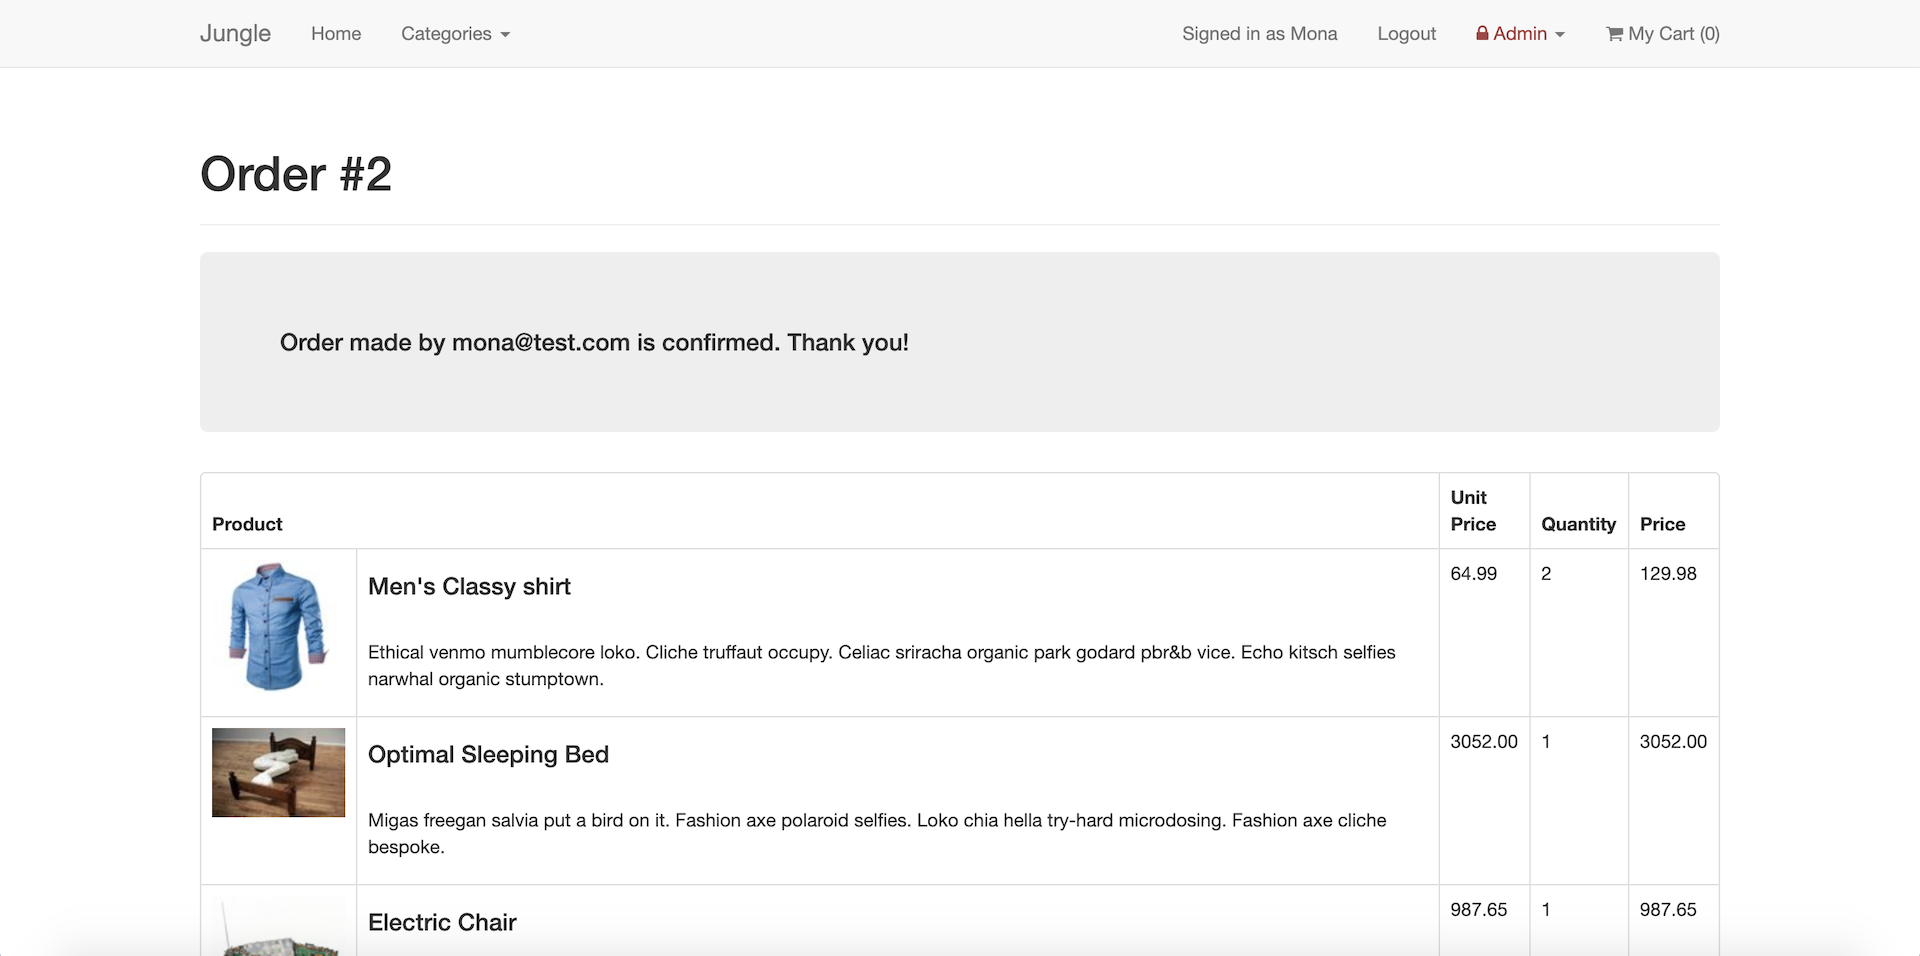 Jungle Home Categories Signed in as Mona Logout Admin My Cart (0)
Order #2
Order made by mona@test.com is confirmed. Thank you!
Product Unit Price Quantity Price
Men's Classy shirt 64.99 2 129.98
Ethical venmo mumblecore loko. Cliche truffaut occupy. Celiac sriracha organic park godard pbr&b vice. Echo kitsch selfies
narwhal organic stumptown.
Optimal Sleeping Bed 3052.00 1 3052.00
Migas freegan salvia put a bird on it. Fashion axe polaroid selfies. Loko chia hella try-hard microdosing. Fashion axe cliche
bespoke.
Electric Chair 987.65 1 987.65